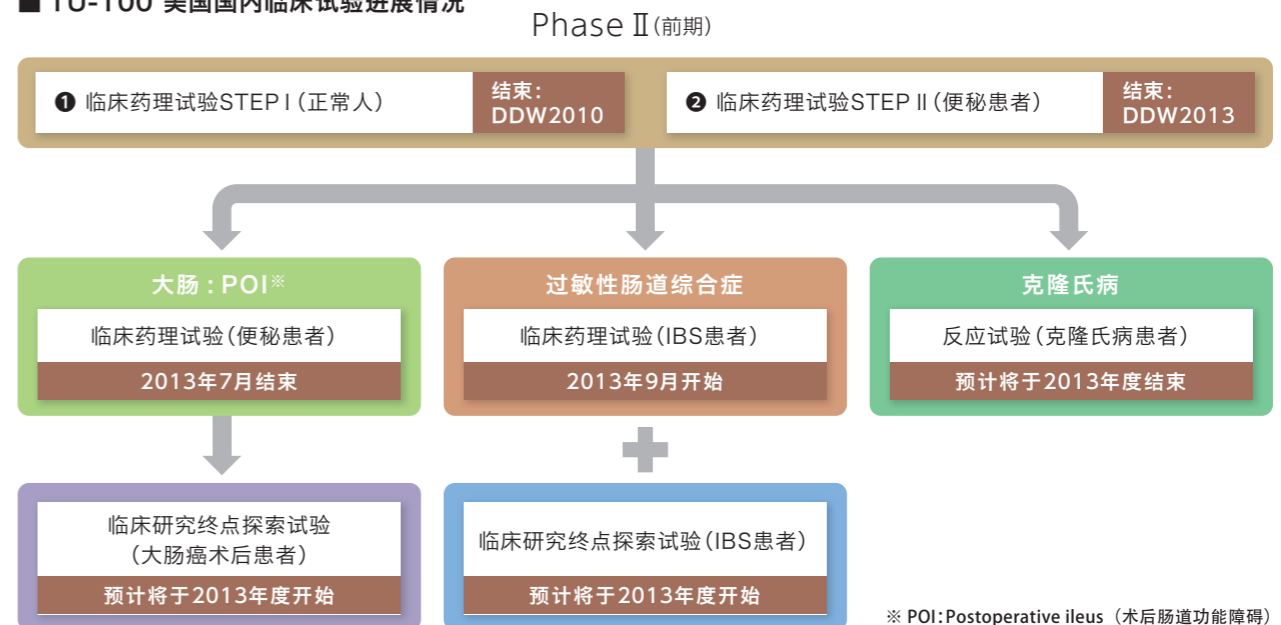 ■ TU-100 美国国内临床试验进展情况
Phase Ⅱ(前期)
❶ 临床药理试验STEP I(正常人)
结束:
DDW2010
❷ 临床药理试验STEP II(便秘患者)
结束:
DDW2013
大肠:POI※
临床药理试验(便秘患者)
2013年7月结束
过敏性肠道综合症
临床药理试验(IBS患者)
2013年9月开始
克隆氏病
反应试验(克隆氏病患者)
预计将于2013年度结束
临床研究终点探索试验
(大肠癌术后患者)
预计将于2013年度开始
临床研究终点探索试验(IBS患者)
预计将于2013年度开始
※ POI:Postoperative ileus(术后肠道功能障碍)